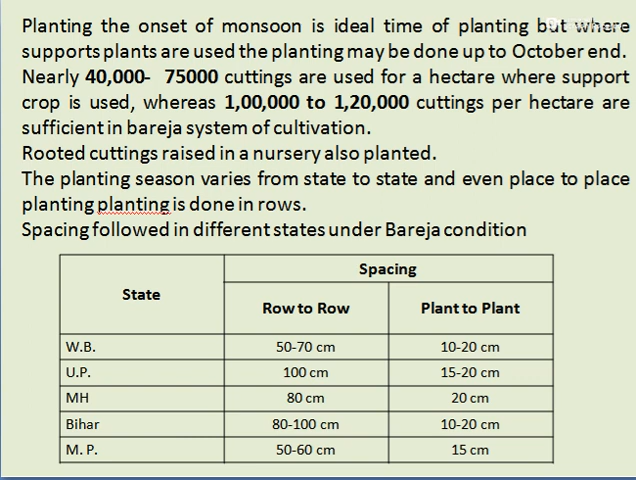 Planting the onset of monsoon is ideal time of planting but where
supports plants are used the planting may be done up to October end.
Nearly 40,000- 75000 cuttings are used for a hectare where support
crop is used, whereas 1,00,000 to 1,20,000 cuttings per hectare are
sufficient in bareja system of cultivation.
Rooted cuttings raised in a nursery also planted.
The planting season varies from state to state and even place to place
planting planting is done in rows.
Spacing followed in different states under Bareja condition
State Spacing
Row to Row Plant to Plant
W.B. 50-70 cm 10-20 cm
U.P. 100 cm 15-20 cm
MH 80 cm 20 cm
Bihar 80-100 cm 10-20 cm
M. P. 50-60 cm 15 cm